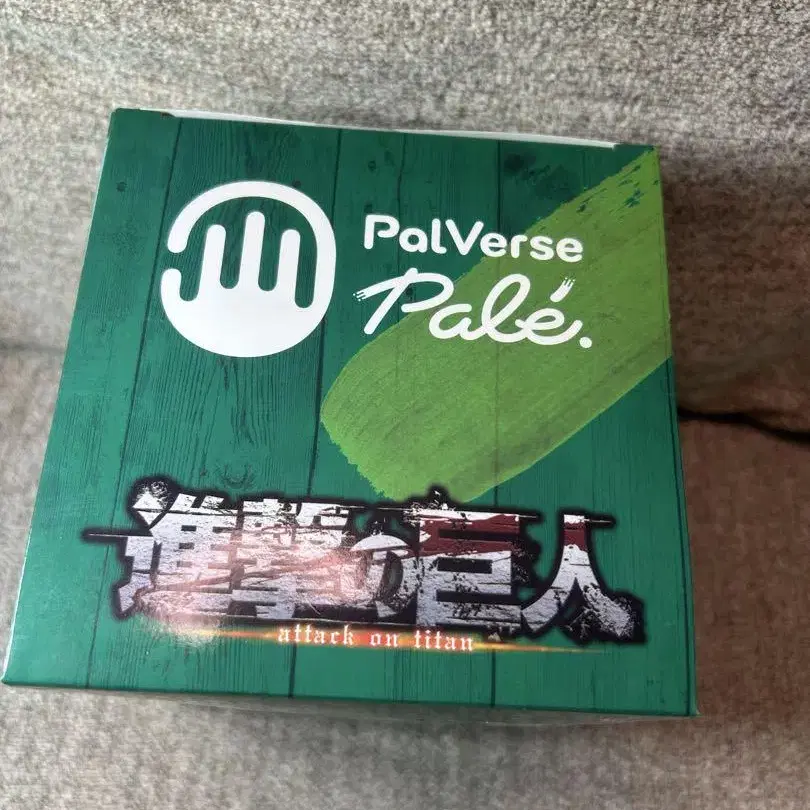 PalVerse
Palé.
進撃の巨人
attack on titan